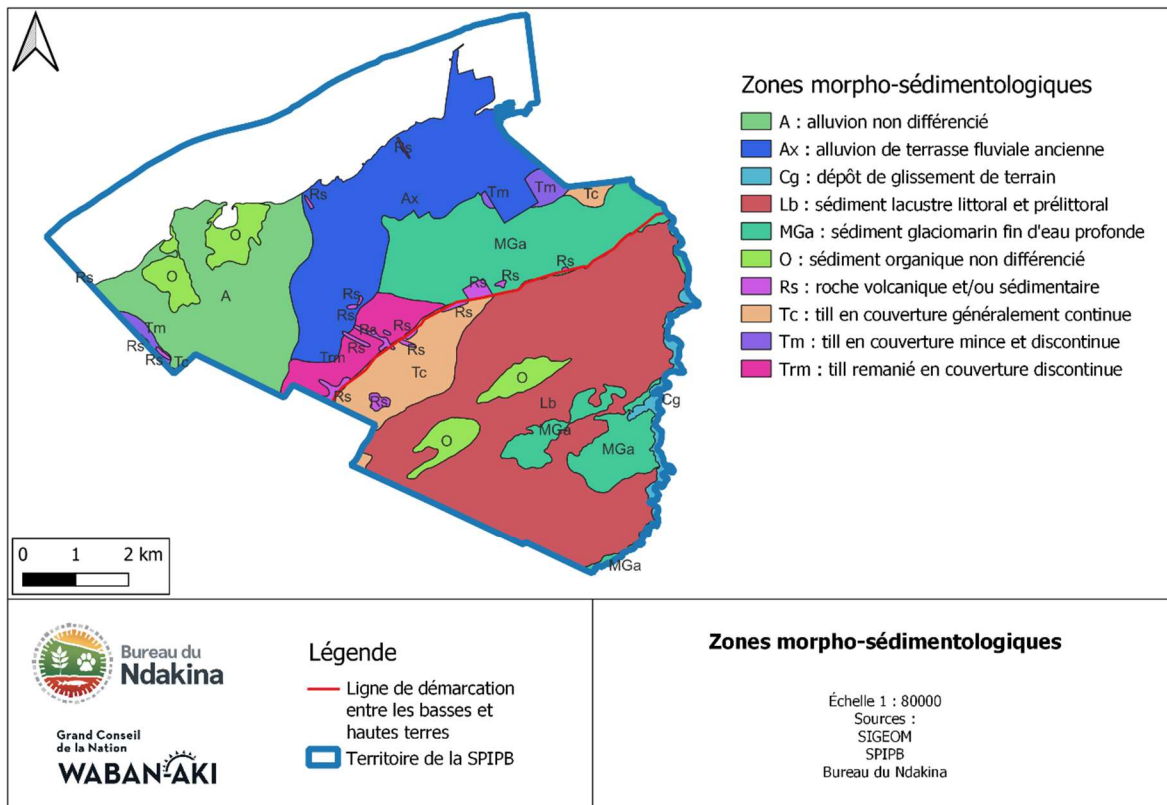 Zones morpho-sédimentologiques
A : alluvion non différencié
Ax : alluvion de terrasse fluviale ancienne
Cg : dépôt de glissement de terrain
Lb : sédiment lacustre littoral et prélittoral
MGa : sédiment glaciomarin fin d'eau profonde
O : sédiment organique non différencié
Rs : roche volcanique et/ou sédimentaire
Tc : till en couverture généralement continue
Tm : till en couverture mince et discontinue
Trm : till remanié en couverture discontinue
Rs
Rs
Ax
Tm
Tm
Tc
O
O
A
Rs
MGa
Rs
Rs
Rs
Tm
Rs
Rs
Tc
Rs
Rs
Rs
Rs
Rs
Rs
Rs
Trm
Tc
Rs
Rs
O
Lb
Cg
MGa
MGa
O
MGa
0 1 2 km
Bureau du
Ndakina
Grand Conseil
de la Nation
WABAN-AKI
Légende
Ligne de démarcation
entre les basses et
hautes terres
Territoire de la SPIPB
Zones morpho-sédimentologiques
Échelle 1 : 80000
Sources :
SIGEOM
SPIPB
Bureau du Ndakina